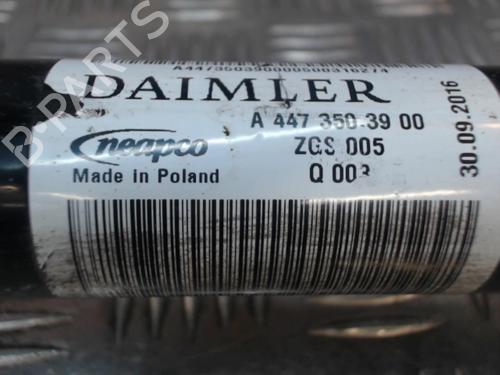 B-PARTS
DAIMLER
A 447 350 39 00
neapco
ZGS 005
Made in Poland
Q 003
30.09.2016